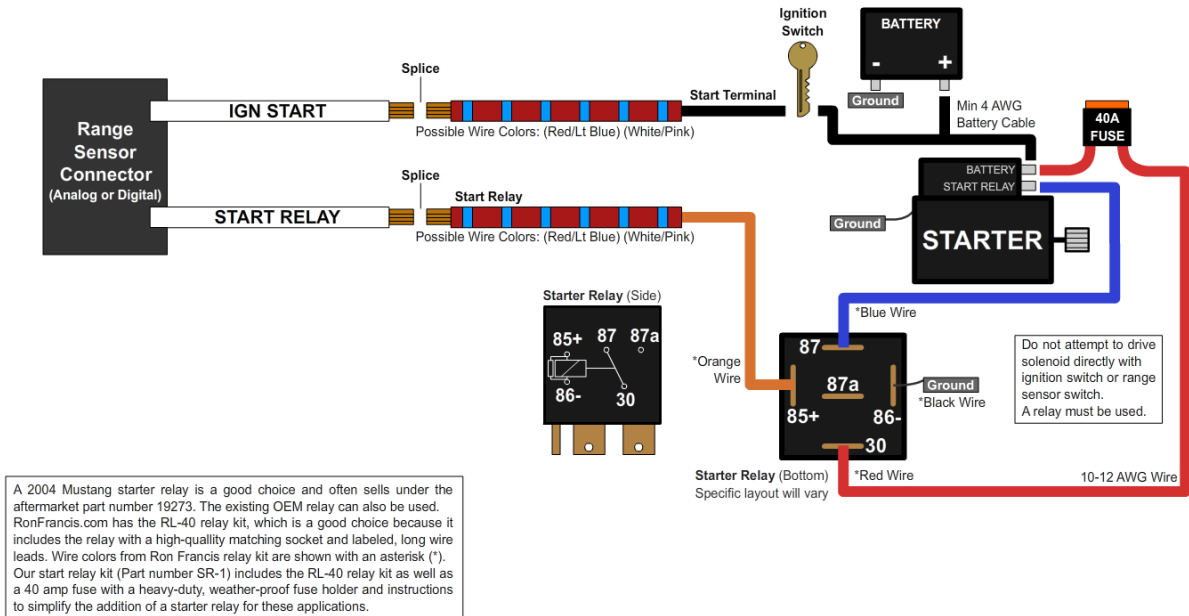 Ignition
Switch
BATTERY
- +
Ground
Min 4 AWG
Battery Cable
40A
FUSE
Splice
IGN START
Start Terminal
Possible Wire Colors: (Red/Lt Blue) (White/Pink)
Range
Sensor
Connector
(Analog or Digital)
Splice
START RELAY
Start Relay
Possible Wire Colors: (Red/Lt Blue) (White/Pink)
BATTERY
START RELAY
Ground
STARTER
Starter Relay (Side)
85+ 87 87a
86- 30
*Orange
Wire
*Blue Wire
87
87a
85+ 86-
30
Ground
*Black Wire
Starter Relay (Bottom)
Specific layout will vary
*Red Wire
10-12 AWG Wire
Do not attempt to drive
solenoid directly with
ignition switch or range
sensor switch.
A relay must be used.
A 2004 Mustang starter relay is a good choice and often sells under the
aftermarket part number 19273. The existing OEM relay can also be used.
RonFrancis.com has the RL-40 relay kit, which is a good choice because it
includes the relay with a high-quallity matching socket and labeled, long wire
leads. Wire colors from Ron Francis relay kit are shown with an asterisk (*).
Our start relay kit (Part number SR-1) includes the RL-40 relay kit as well as
a 40 amp fuse with a heavy-duty, weather-proof fuse holder and instructions
to simplify the addition of a starter relay for these applications.